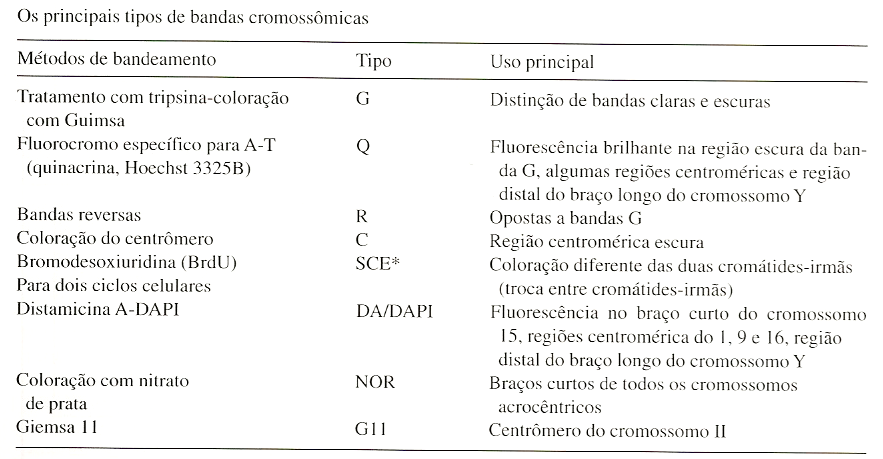 Os principais tipos de bandas cromossômicas
Métodos de bandeamento Tipo Uso principal
Tratamento com tripsina-coloração G Distinção de bandas claras e escuras
com Guimsa
Fluorocromo específico para A-T Q Fluorescência brilhante na região escura da ban-
(quinacrina, Hoechst 3325B) da G, algumas regiões centroméricas e região
distal do braço longo do cromossomo Y
Bandas reversas R Opostas a bandas G
Coloração do centrômero C Região centromérica escura
Bromodesoxiuridina (BrdU) SCE* Coloração diferente das duas cromátides-irmãs
Para dois ciclos celulares (troca entre cromátides-irmãs)
Distamicina A-DAPI DA/DAPI Fluorescência no braço curto do cromossomo
15, regiões centromérica do 1, 9 e 16, região
distal do braço longo do cromossomo Y
Coloração com nitrato NOR Braços curtos de todos os cromossomos
de prata acrocêntricos
Giemsa 11 G11 Centrômero do cromossomo II